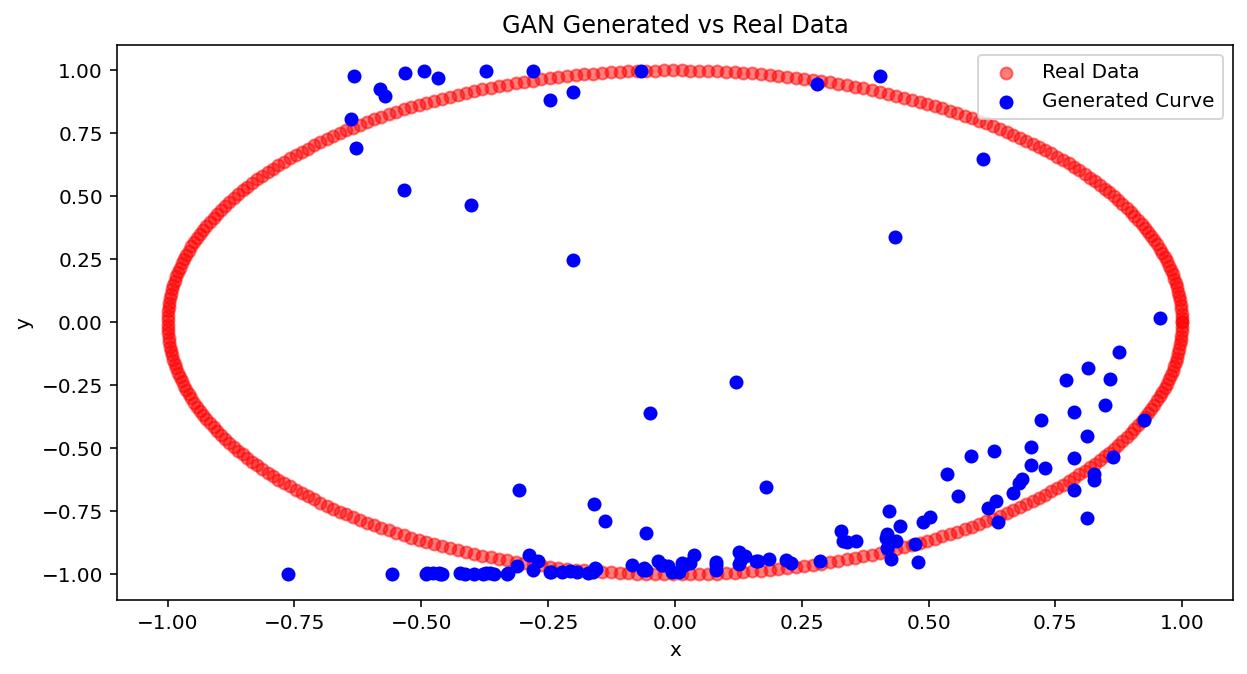 GAN Generated vs Real Data
Real Data
Generated Curve
1.00
0.75
0.50
0.25
0.00
−0.25
−0.50
−0.75
−1.00
y
−1.00 −0.75 −0.50 −0.25 0.00 0.25 0.50 0.75 1.00
x